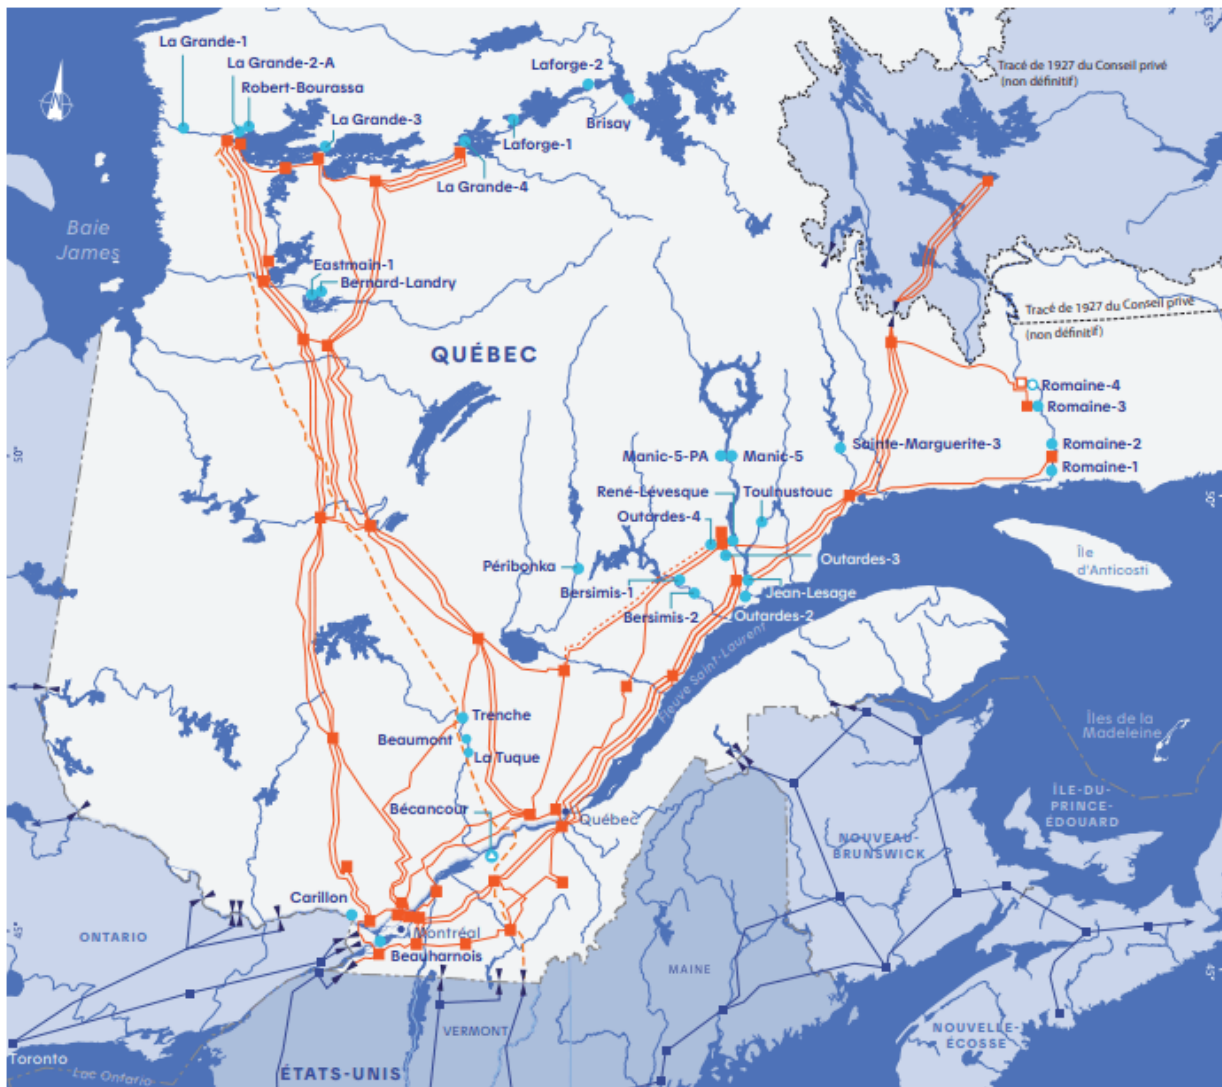 La Grande-1
La Grande-2-A
Robert-Bourassa
La Grande-3
Laforge-2
Brisay
Laforge-1
La Grande-4
Tracé de 1927 du Conseil privé
(non définitif)
Baie
James
Eastmain-1
Bernard-Landry
QUÉBEC
Tracé de 1927 du Conseil privé
(non définitif)
Romaine-4
Romaine-3
Romaine-2
Romaine-1
Sainte-Marguerite-3
Manic-5-PA
Manic-5
René-Lévesque
Toulnustouc
Outardes-4
Outardes-3
50°
50°
Péribonka
Bersimis-1
Jean-Lesage
Bersimis-2
Outardes-2
Île
d'Anticosti
Fleuve Saint-Laurent
Trenche
Beaumont
La Tuque
Bécancour
Québec
Îles de la
Madeleine
ÎLE-DU-
PRINCE-
ÉDOUARD
NOUVEAU-
BRUNSWICK
Carillon
Montréal
Beauharnois
45°
45°
ONTARIO
MAINE
VERMONT
NOUVELLE-
ÉCOSSE
Toronto
Lac Ontario
ÉTATS-UNIS